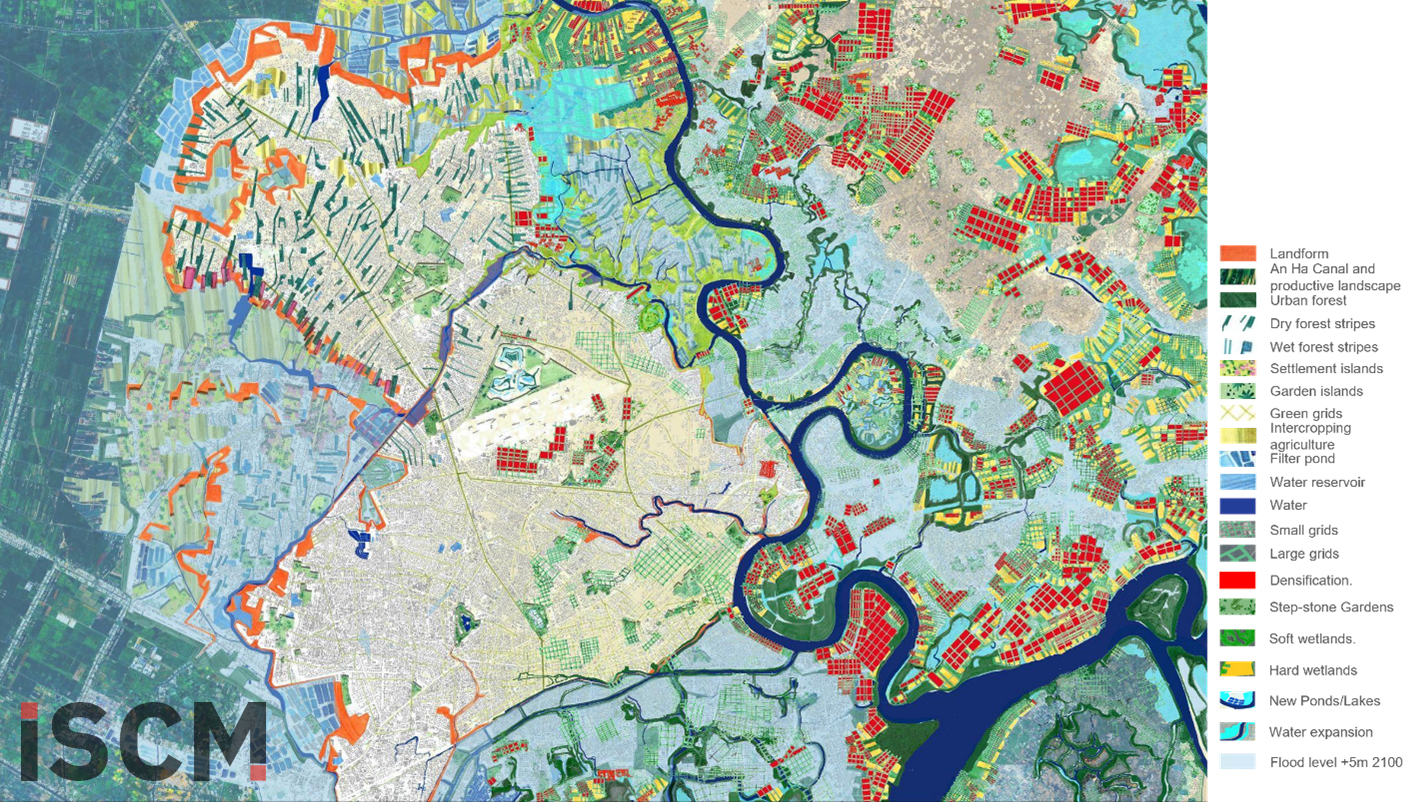 Landform
An Ha Canal and
productive landscape
Urban forest
Dry forest stripes
Wet forest stripes
Settlement islands
Garden islands
Green grids
Intercropping
agriculture
Filter pond
Water reservoir
Water
Small grids
Large grids
Densification.
Step-stone Gardens
Soft wetlands.
Hard wetlands
New Ponds/Lakes
Water expansion
Flood level +5m 2100
iSCM